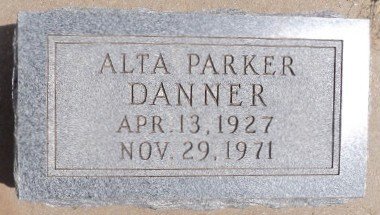 ALTA PARKER
DANNER
APR. 13, 1927
NOV. 29, 1971